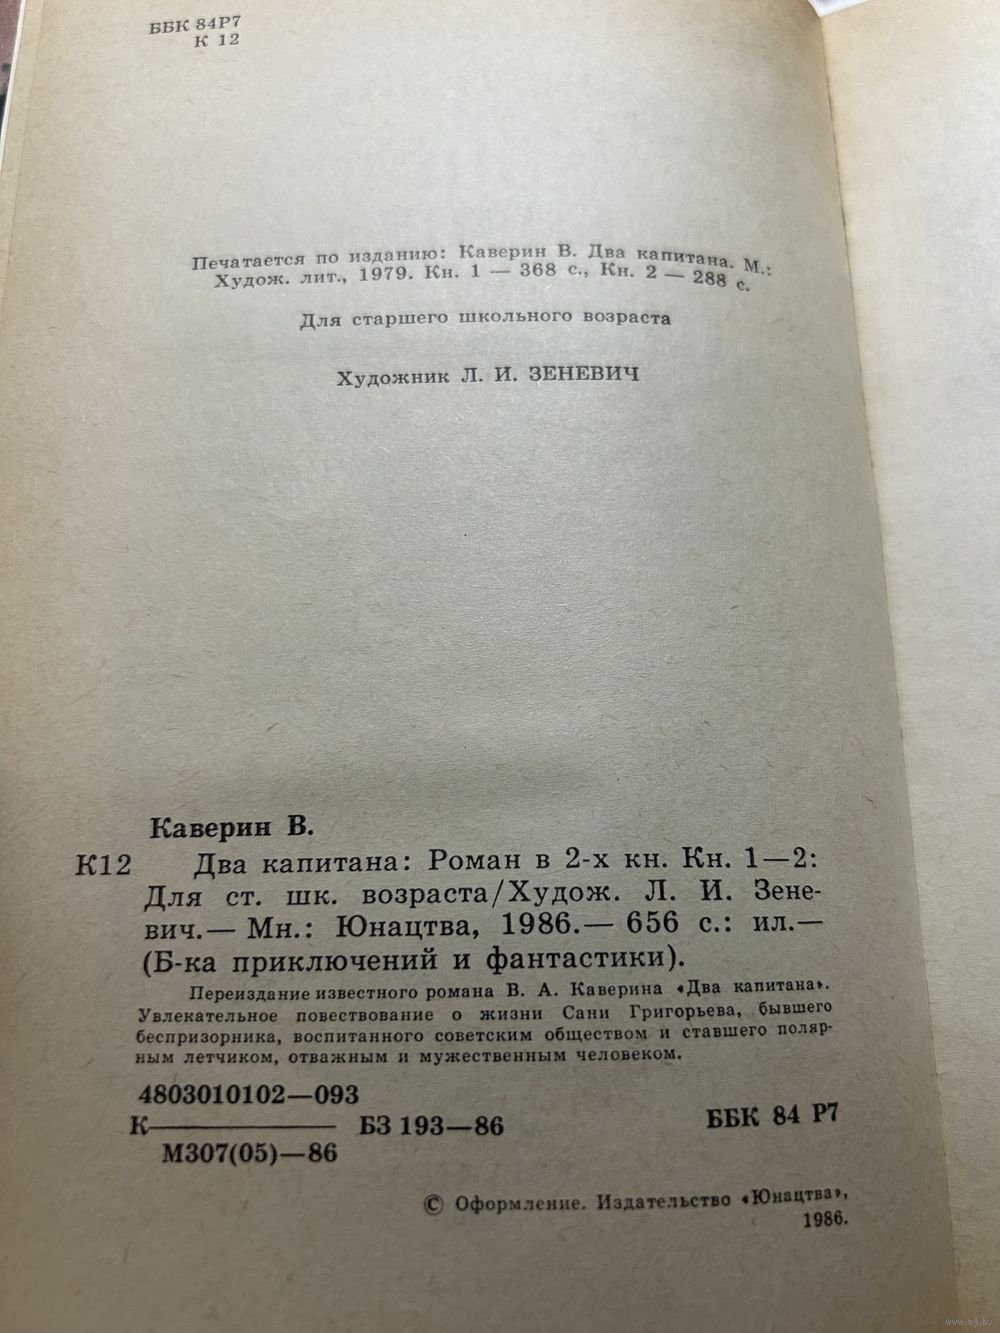 ББК 84Р7
К 12
Печатается по изданию: Каверин В. Два капитана. М.:
Худож. лит., 1979. Кн. 1 — 368 с., Кн. 2 — 288 с.
Для старшего школьного возраста
Художник Л. И. ЗЕНЕВИЧ
Каверин В.
К12 Два капитана: Роман в 2-х кн. Кн. 1—2:
Для ст. шк. возраста/Худож. Л. И. Зене-
вич.— Мн.: Юнацтва, 1986.— 656 с.: ил.—
(Б-ка приключений и фантастики).
Переиздание известного романа В. А. Каверина «Два капитана».
Увлекательное повествование о жизни Сани Григорьева, бывшего
беспризорника, воспитанного советским обществом и ставшего поляр-
ным летчиком, отважным и мужественным человеком.
4803010102—093
К——— БЗ 193—86 ББК 84 Р7
М307(05)—86
© Оформление. Издательство «Юнацтва»,
1986.
www.ay.by